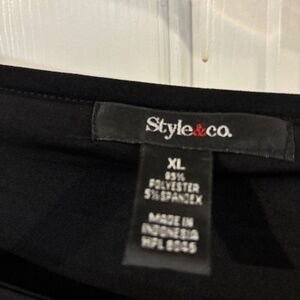 Style&co.
XL
95%
POLYESTER
5% SPANDEX
MADE IN
INDONESIA